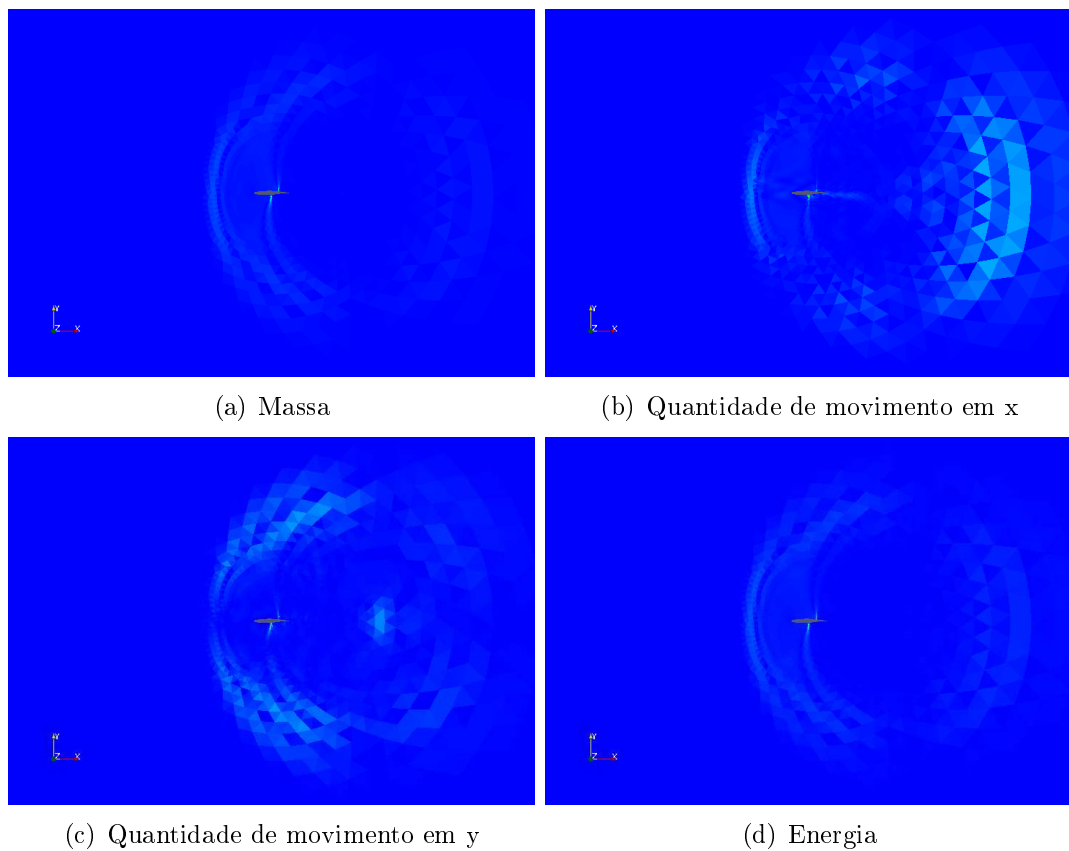 Y
Z X
Y
Z X
(a) Massa
(b) Quantidade de movimento em x
Y
Z X
Y
Z X
(c) Quantidade de movimento em y
(d) Energia